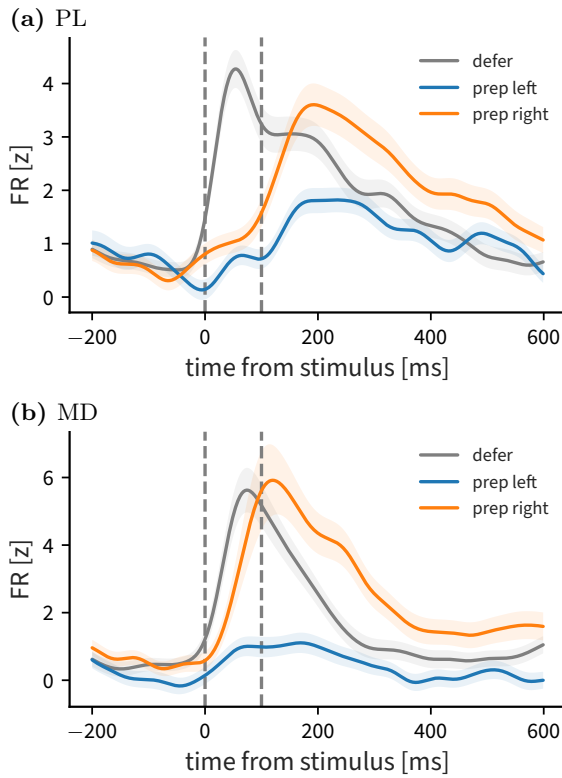 (a) PL
FR [z]
4
3
2
1
0
defer
prep left
prep right
−200 0 200 400 600
time from stimulus [ms]
(b) MD
FR [z]
6
4
2
0
defer
prep left
prep right
−200 0 200 400 600
time from stimulus [ms]